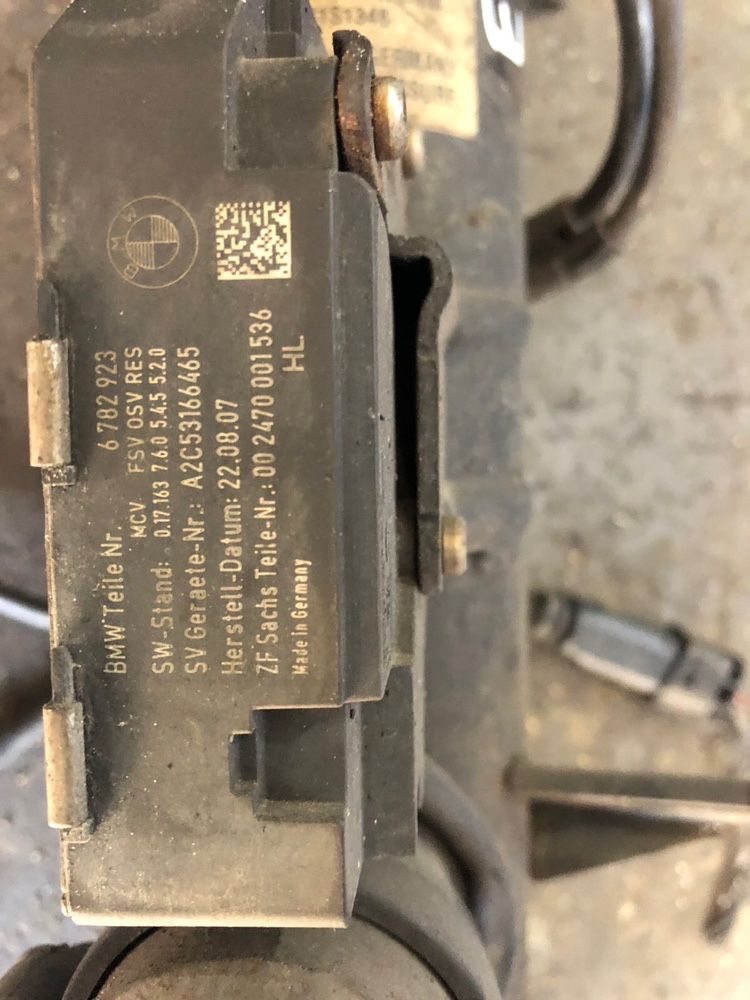 BMW
BMW Teile Nr. 6 782 923
MCV FSV OSV RES
SW-Stand: 0.17.163 7.6.0 5.4.5 5.2.0
SV Geraete-Nr.: A2C53166465
Herstell-Datum: 22.08.07
ZF Sachs Teile-Nr.: 00 2470 001 536
Made in Germany HL
E